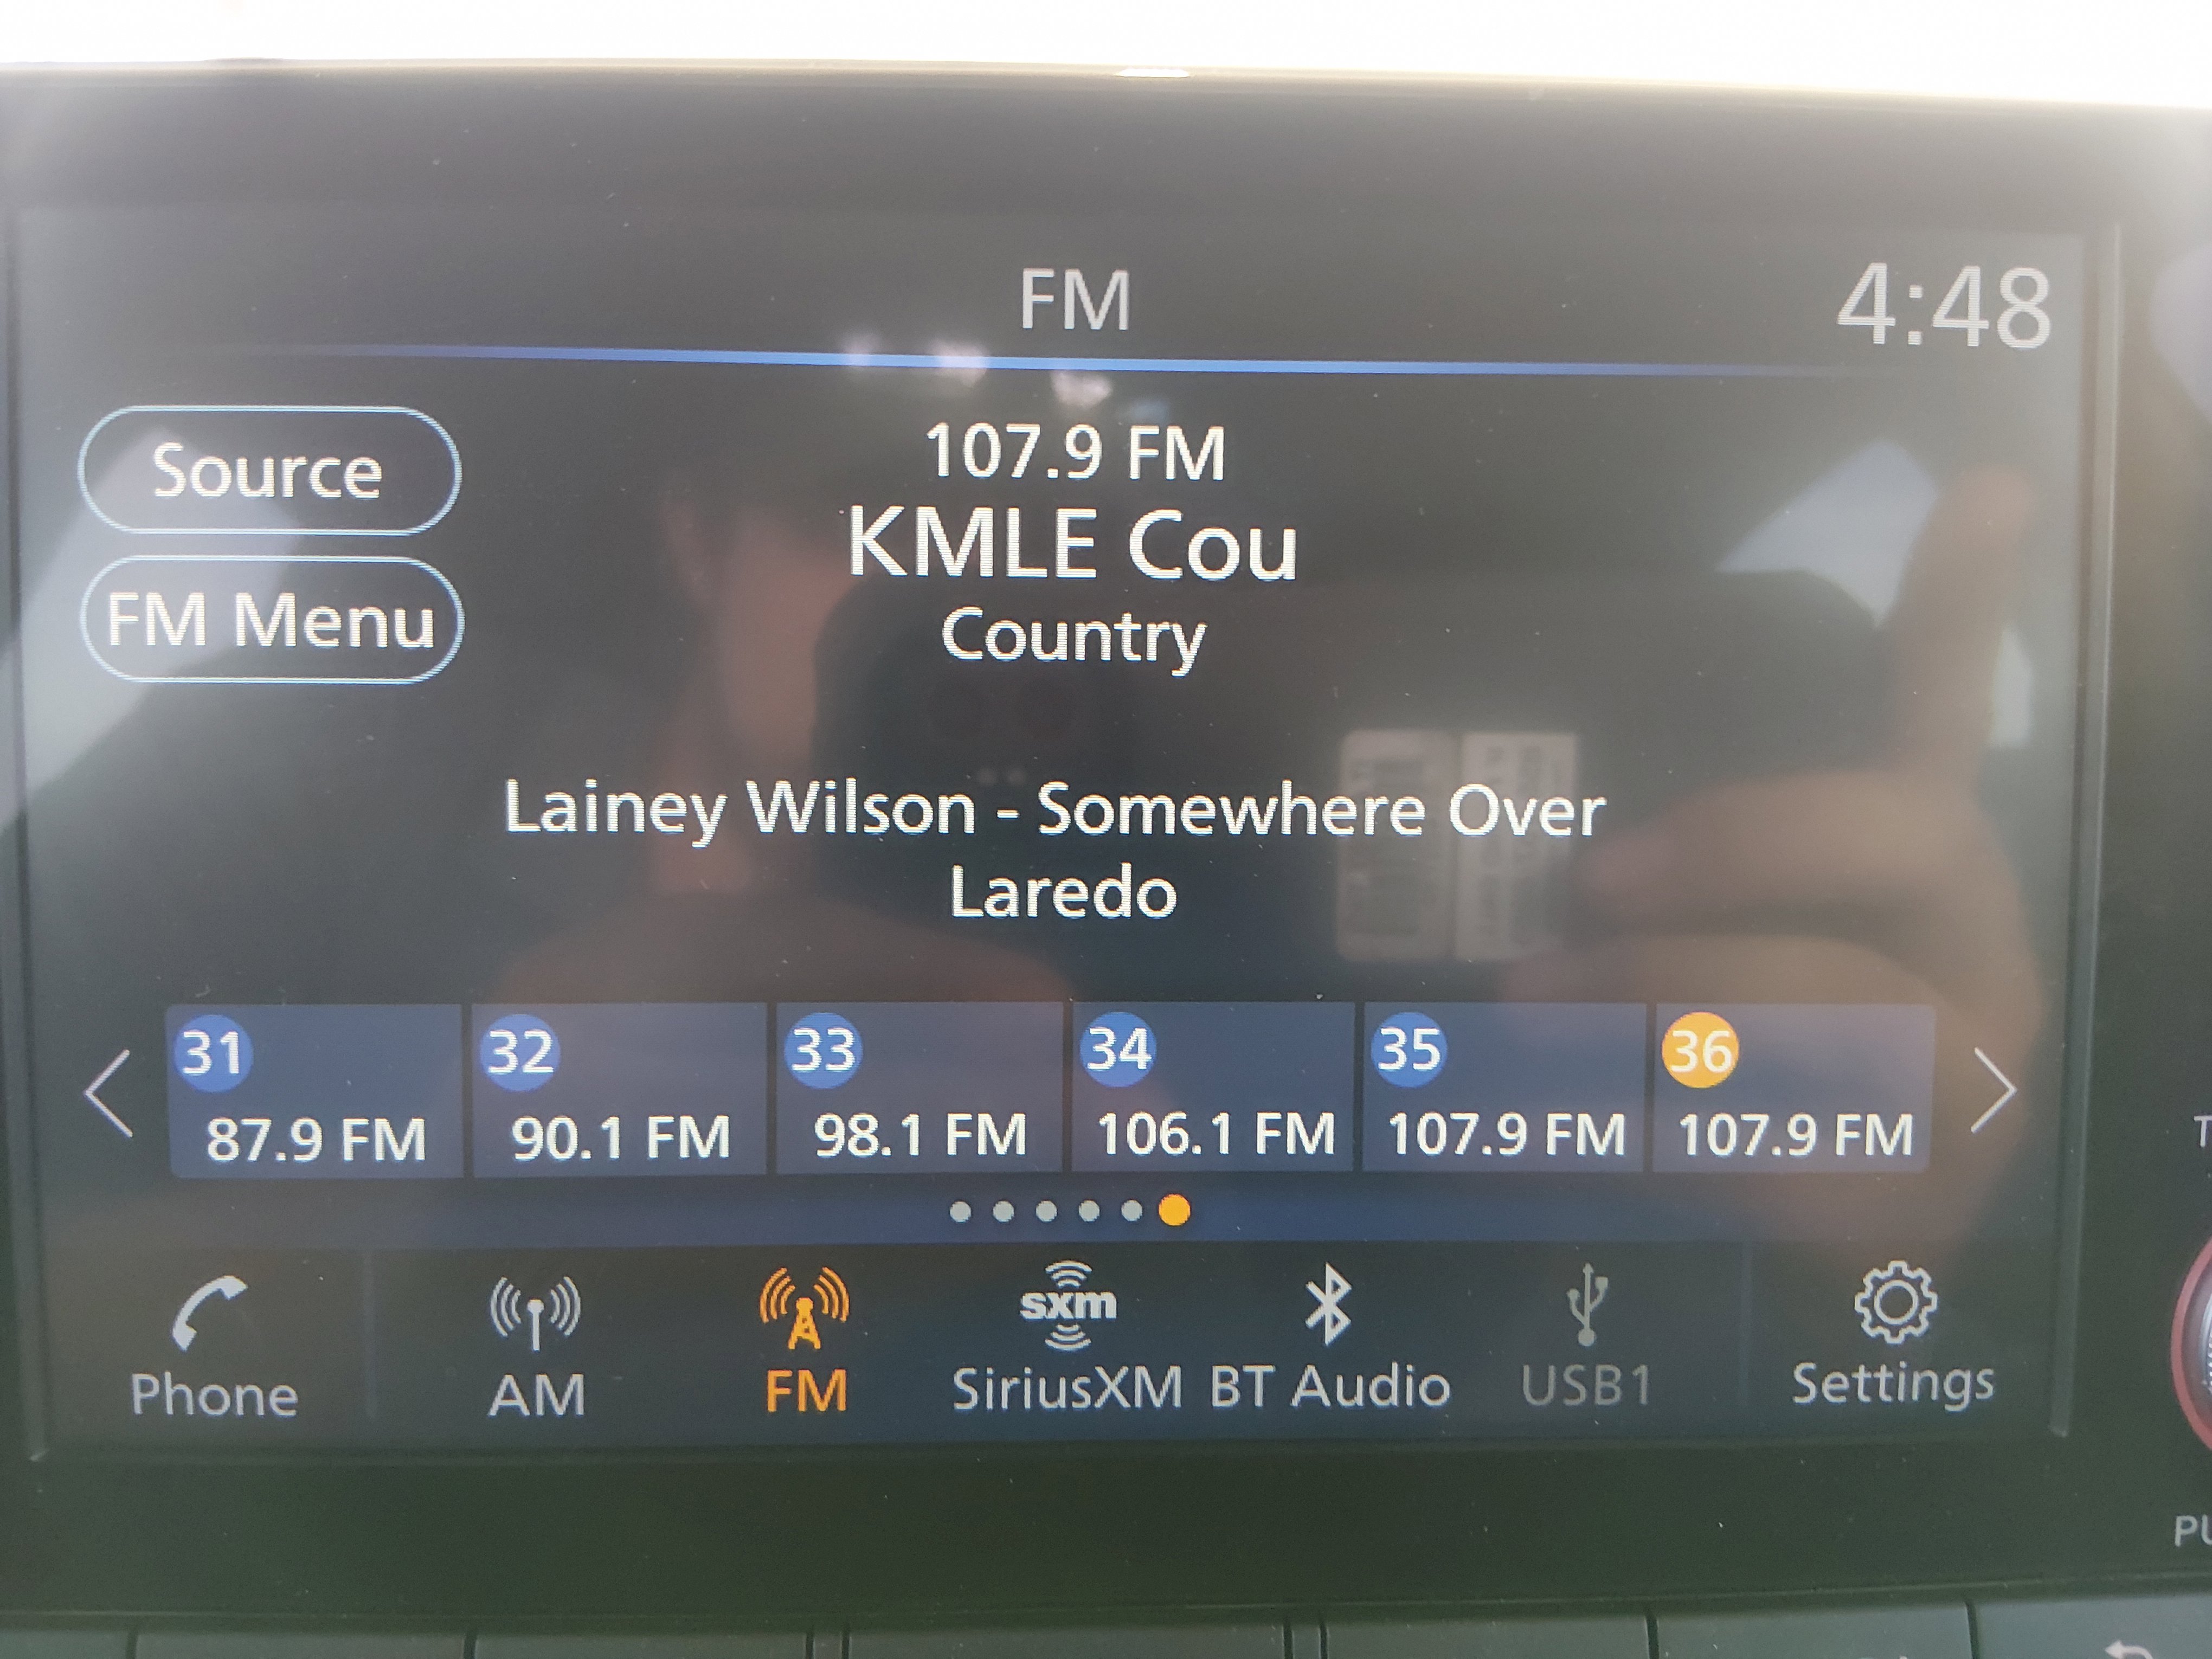 FM
4:48
Source
107.9 FM
KMLE Cou
FM Menu
Country
Lainey Wilson - Somewhere Over
Laredo
31
32
33
34
35
36
87.9 FM
90.1 FM
98.1 FM
106.1 FM
107.9 FM
107.9 FM
sxm
Phone
AM
FM
SiriusXM
BT Audio
USB1
Settings